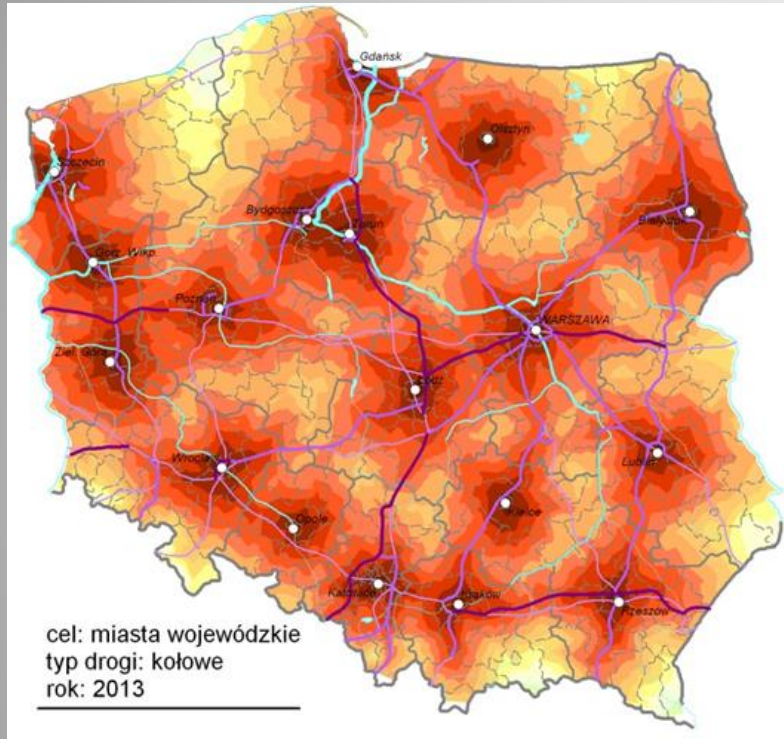 Gdańsk
Olsztyn
Szczecin
Bydgoszcz
Toruń
Białystok
Gorz. Wlkp.
Poznań
WARSZAWA
Ziel. Góra
Łódź
Wrocław
Lublin
Opole
Kielce
Katowice
Kraków
Rzeszów
cel: miasta wojewódzkie
typ drogi: kołowe
rok: 2013